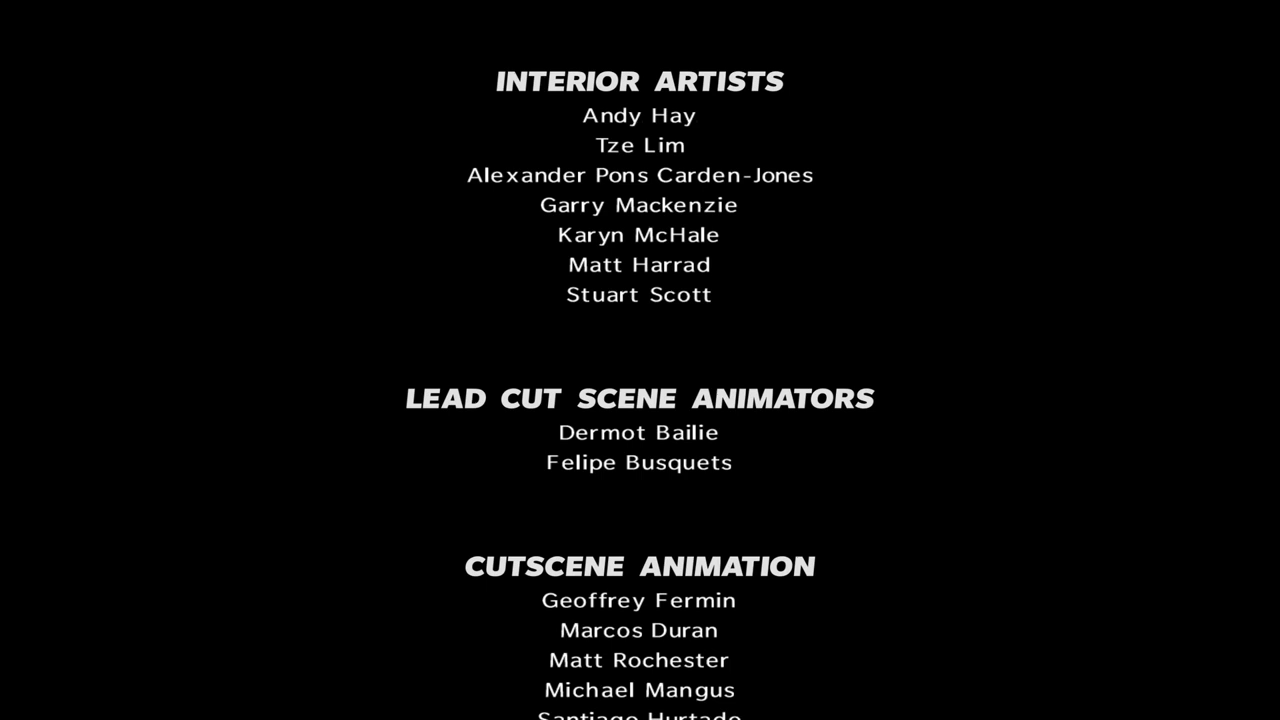 INTERIOR ARTISTS
Andy Hay
Tze Lim
Alexander Pons Carden-Jones
Garry Mackenzie
Karyn McHale
Matt Harrad
Stuart Scott
LEAD CUT SCENE ANIMATORS
Dermot Bailie
Felipe Busquets
CUTSCENE ANIMATION
Geoffrey Fermin
Marcos Duran
Matt Rochester
Michael Mangus
Santiago Hurtado